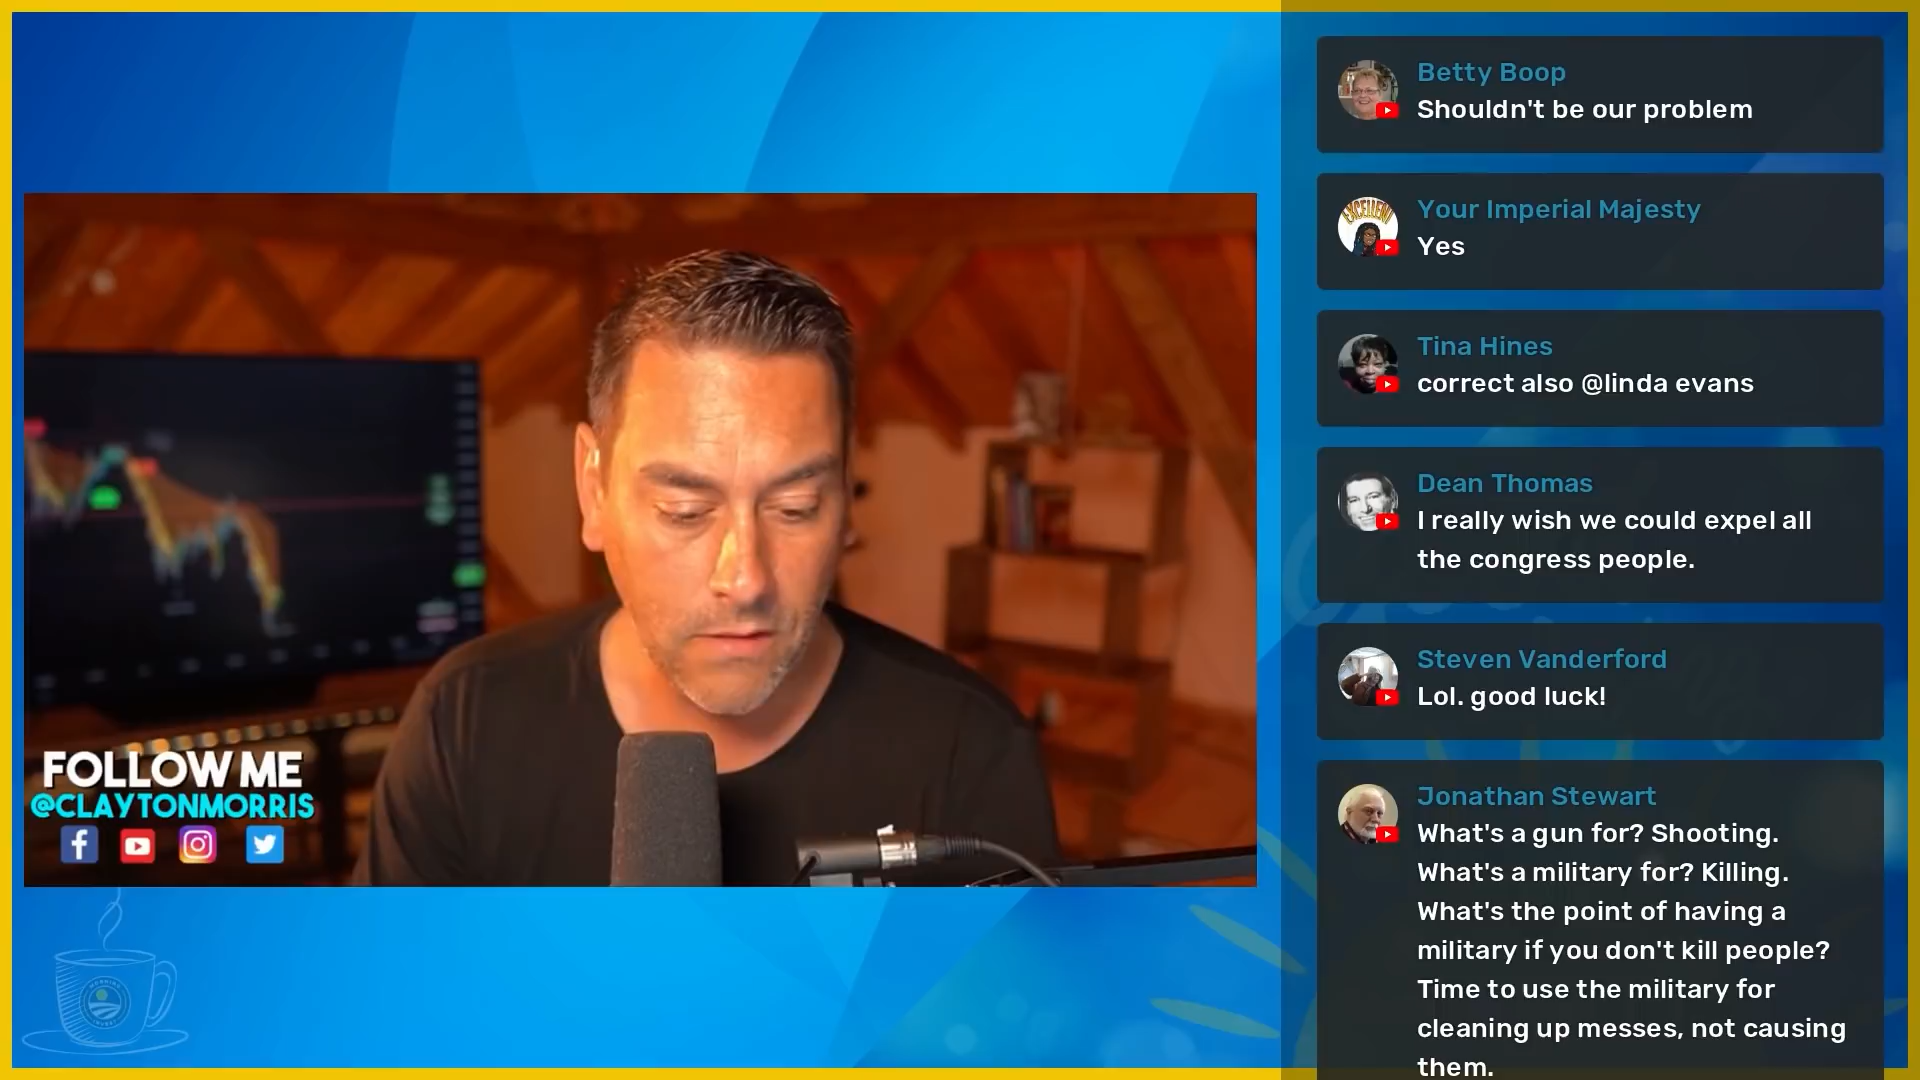 Betty Boop
Shouldn't be our problem
Your Imperial Majesty
Yes
Tina Hines
correct also @linda evans
Dean Thomas
I really wish we could expel all
the congress people.
Steven Vanderford
Lol. good luck!
Jonathan Stewart
What's a gun for? Shooting.
What's a military for? Killing.
What's the point of having a
military if you don't kill people?
Time to use the military for
cleaning up messes, not causing
them.
FOLLOW ME
@CLAYTONMORRIS
EXCELLENT
MORNING
INVEST